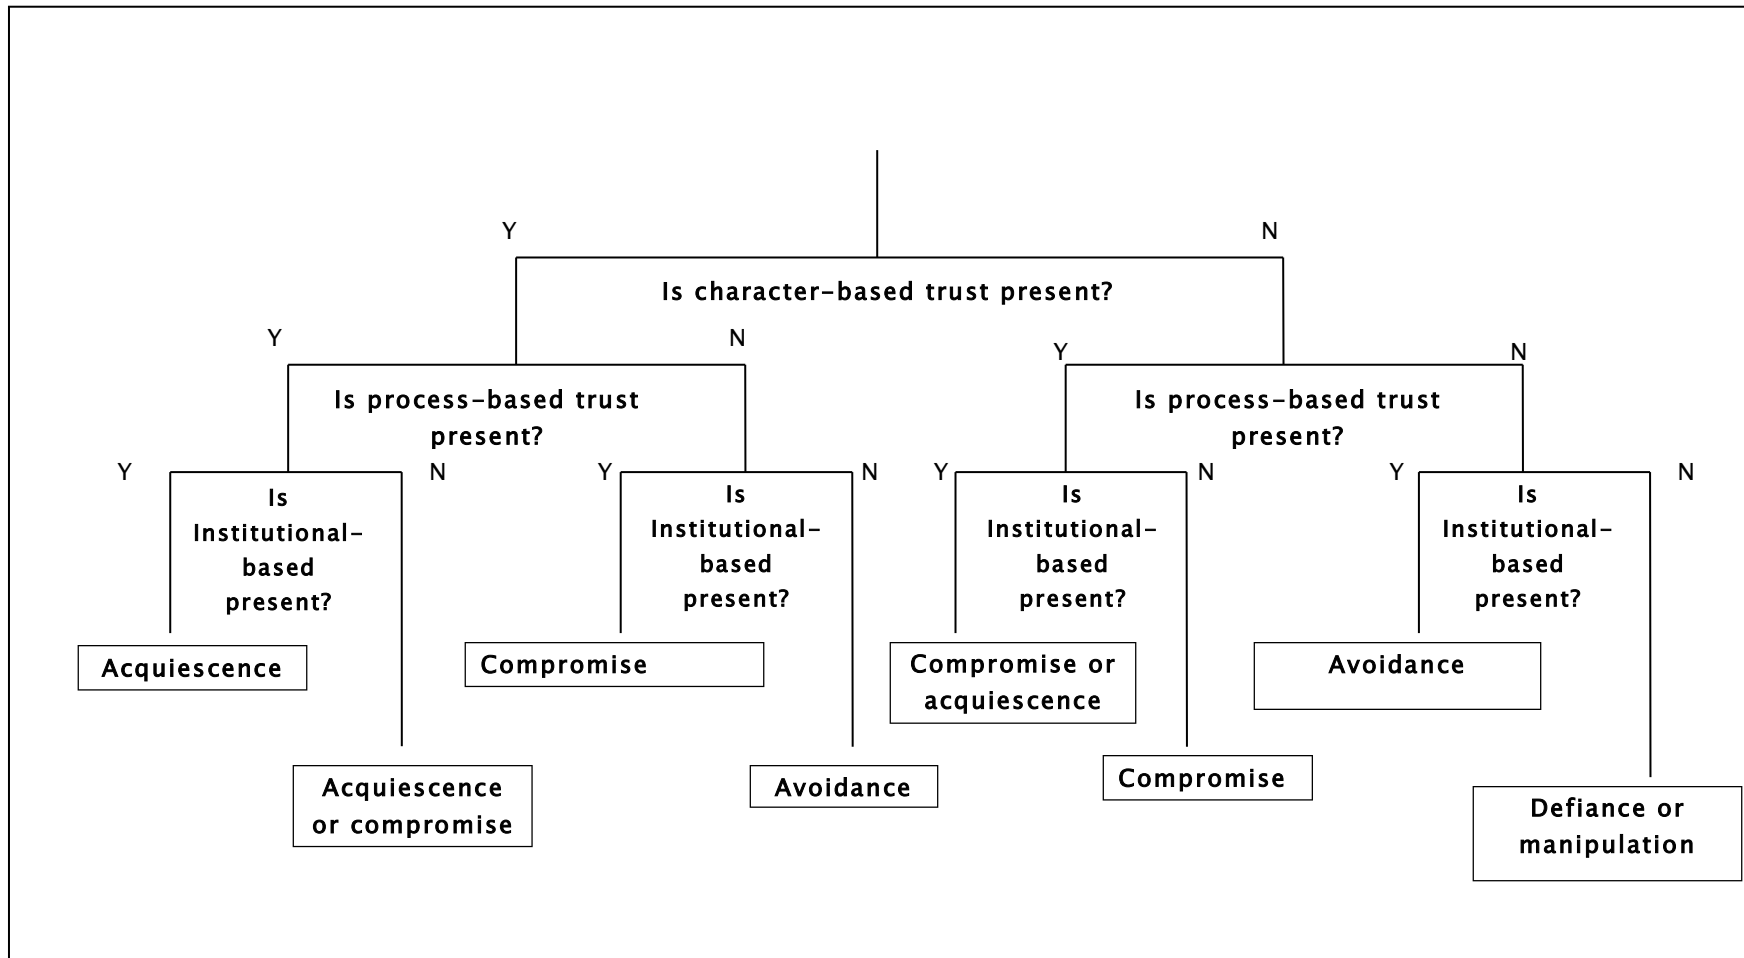 Y
N
Is character-based trust present?
Y
N
Y
N
Is process-based trust
present?
Is process-based trust
present?
Y
N
Y
N
Y
N
Y
N
Is
Institutional-
based
present?
Is
Institutional-
based
present?
Is
Institutional-
based
present?
Is
Institutional-
based
present?
Acquiescence
Compromise
Compromise or
acquiescence
Avoidance
Acquiescence
or compromise
Avoidance
Compromise
Defiance or
manipulation